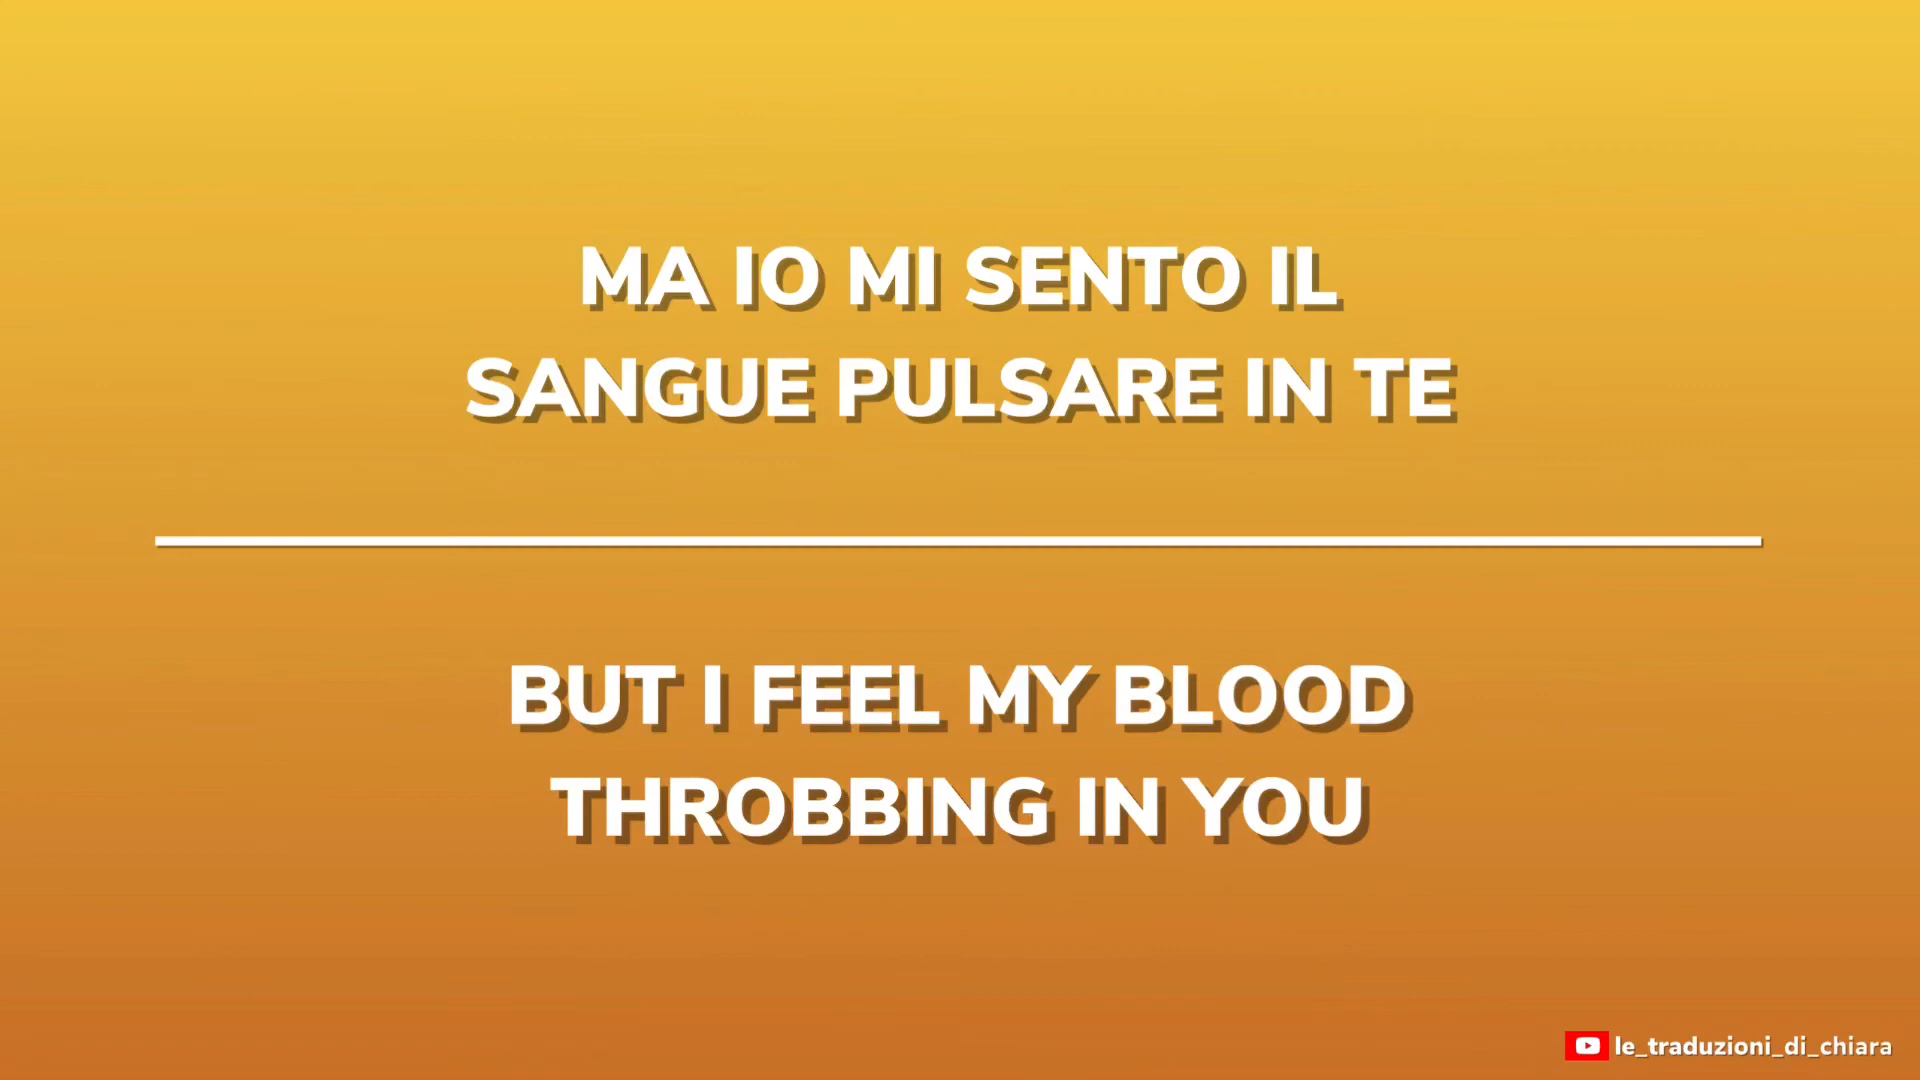 MA IO MI SENTO IL
SANGUE PULSARE IN TE
BUT I FEEL MY BLOOD
THROBBING IN YOU
le_traduzioni_di_chiara